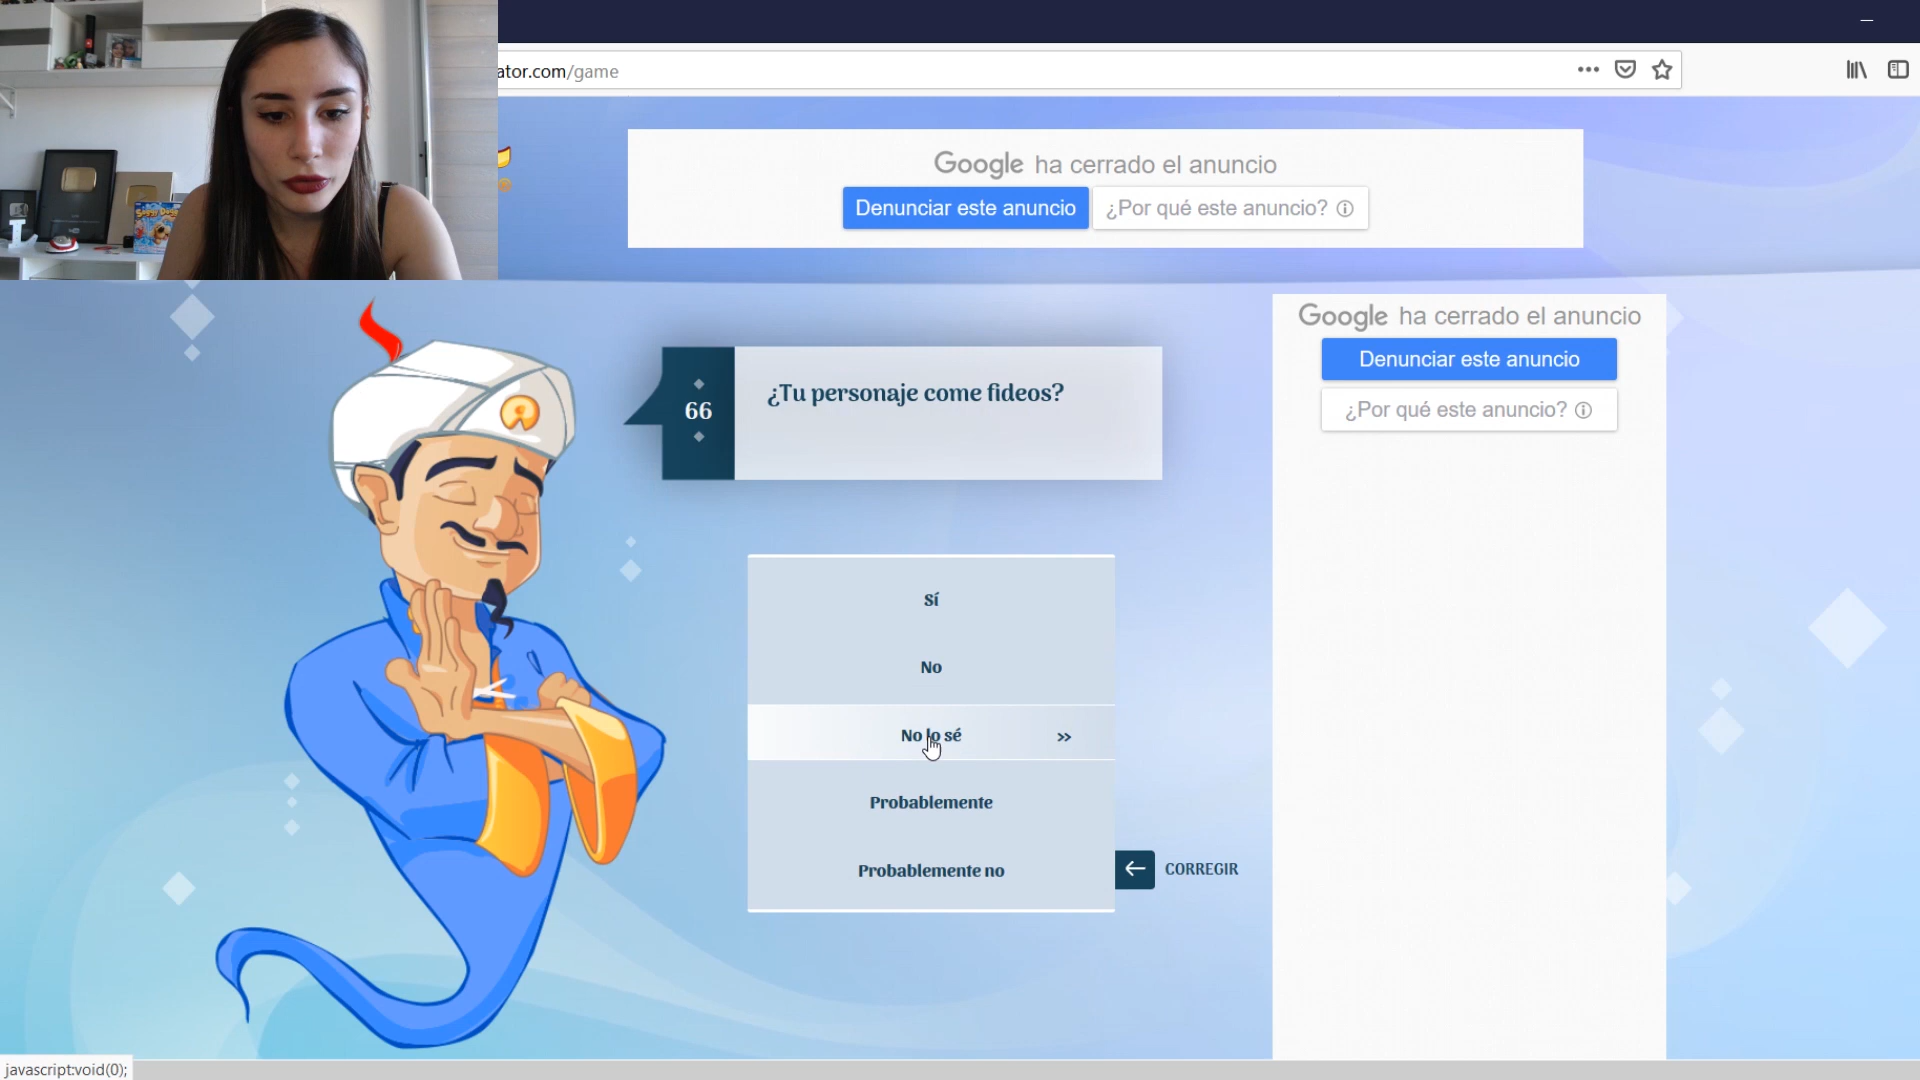 ator.com/game
Google ha cerrado el anuncio
Denunciar este anuncio
¿Por qué este anuncio?
Google ha cerrado el anuncio
Denunciar este anuncio
¿Por qué este anuncio?
66
¿Tu personaje come fideos?
Sí
No
No lo sé
Probablemente
Probablemente no
CORREGIR
javascript:void(0);